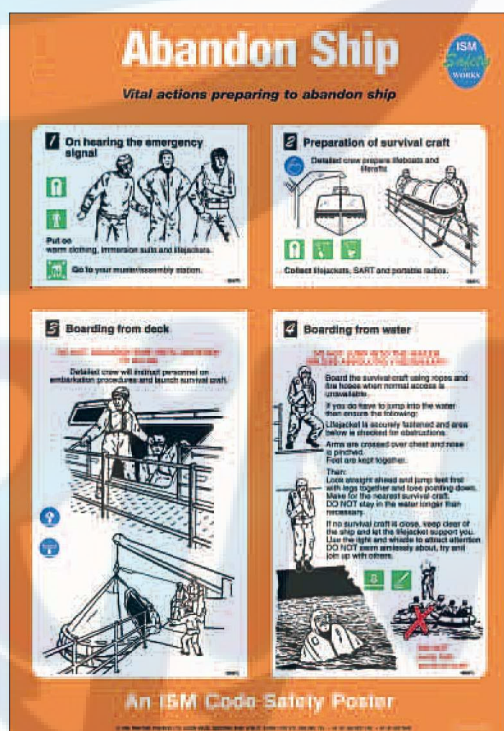 Abandon Ship
ISM
Safety
WORKS
Vital actions preparing to abandon ship
1 On hearing the emergency
signal
Put on
warm clothing, immersion suits and lifejackets.
Go to your muster/assembly station.
2 Preparation of survival craft
Detailed crew prepare lifeboats and
liferafts.
Collect lifejackets, SART and portable radios.
3 Boarding from deck
Detailed crew will instruct personnel on
embarkation procedures and launch survival craft.
4 Boarding from water
DO NOT JUMP INTO THE WATER
UNLESS ABSOLUTELY NECESSARY
Board the survival craft using ropes and
fire hoses when normal access is
unavailable.
If you do have to jump into the water
then ensure the following:
Lifejacket is securely fastened and area
below is checked for obstructions.
Arms are crossed over chest and nose
is pinched.
Feet are kept together.
Then:
Look straight ahead and jump feet first
with legs together and toes pointing down.
Make for the nearest survival craft.
DO NOT stay in the water longer than
necessary.
If no survival craft is close, keep clear of
the ship and let the lifejacket support you.
Use the light and whistle to attract attention
DO NOT swim aimlessly about, try and
join up with others.
An ISM Code Safety Poster